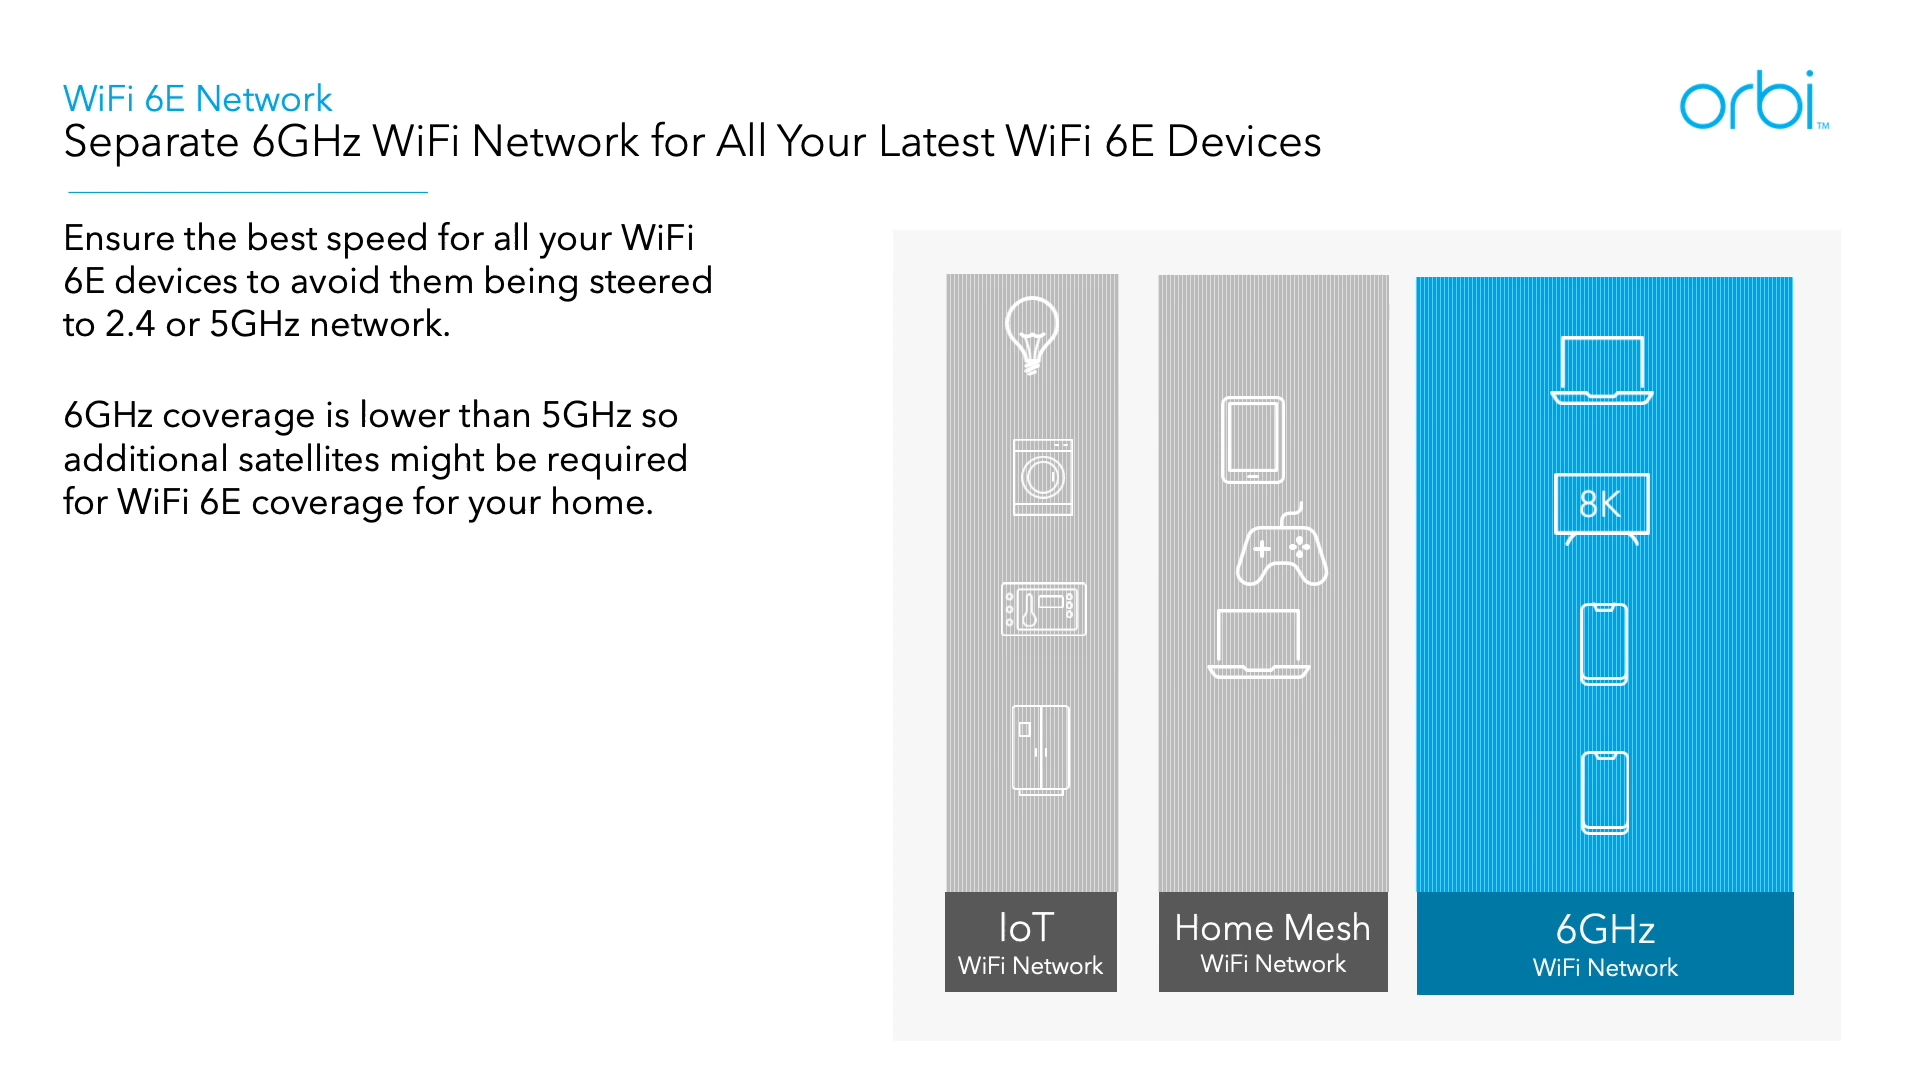 WiFi 6E Network
Separate 6GHz WiFi Network for All Your Latest WiFi 6E Devices
orbi™
Ensure the best speed for all your WiFi
6E devices to avoid them being steered
to 2.4 or 5GHz network.
6GHz coverage is lower than 5GHz so
additional satellites might be required
for WiFi 6E coverage for your home.
8K
IoT
WiFi Network
Home Mesh
WiFi Network
6GHz
WiFi Network